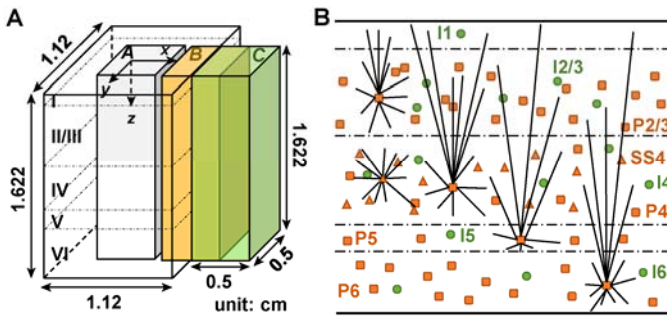 A
B
1.12
A
B
C
x
y
z
I
II/III
IV
V
VI
1.622
1.622
1.12
0.5
0.5
unit: cm
I1
I2/3
P2/3
SS4
I4
P4
P5
I5
I6
P6